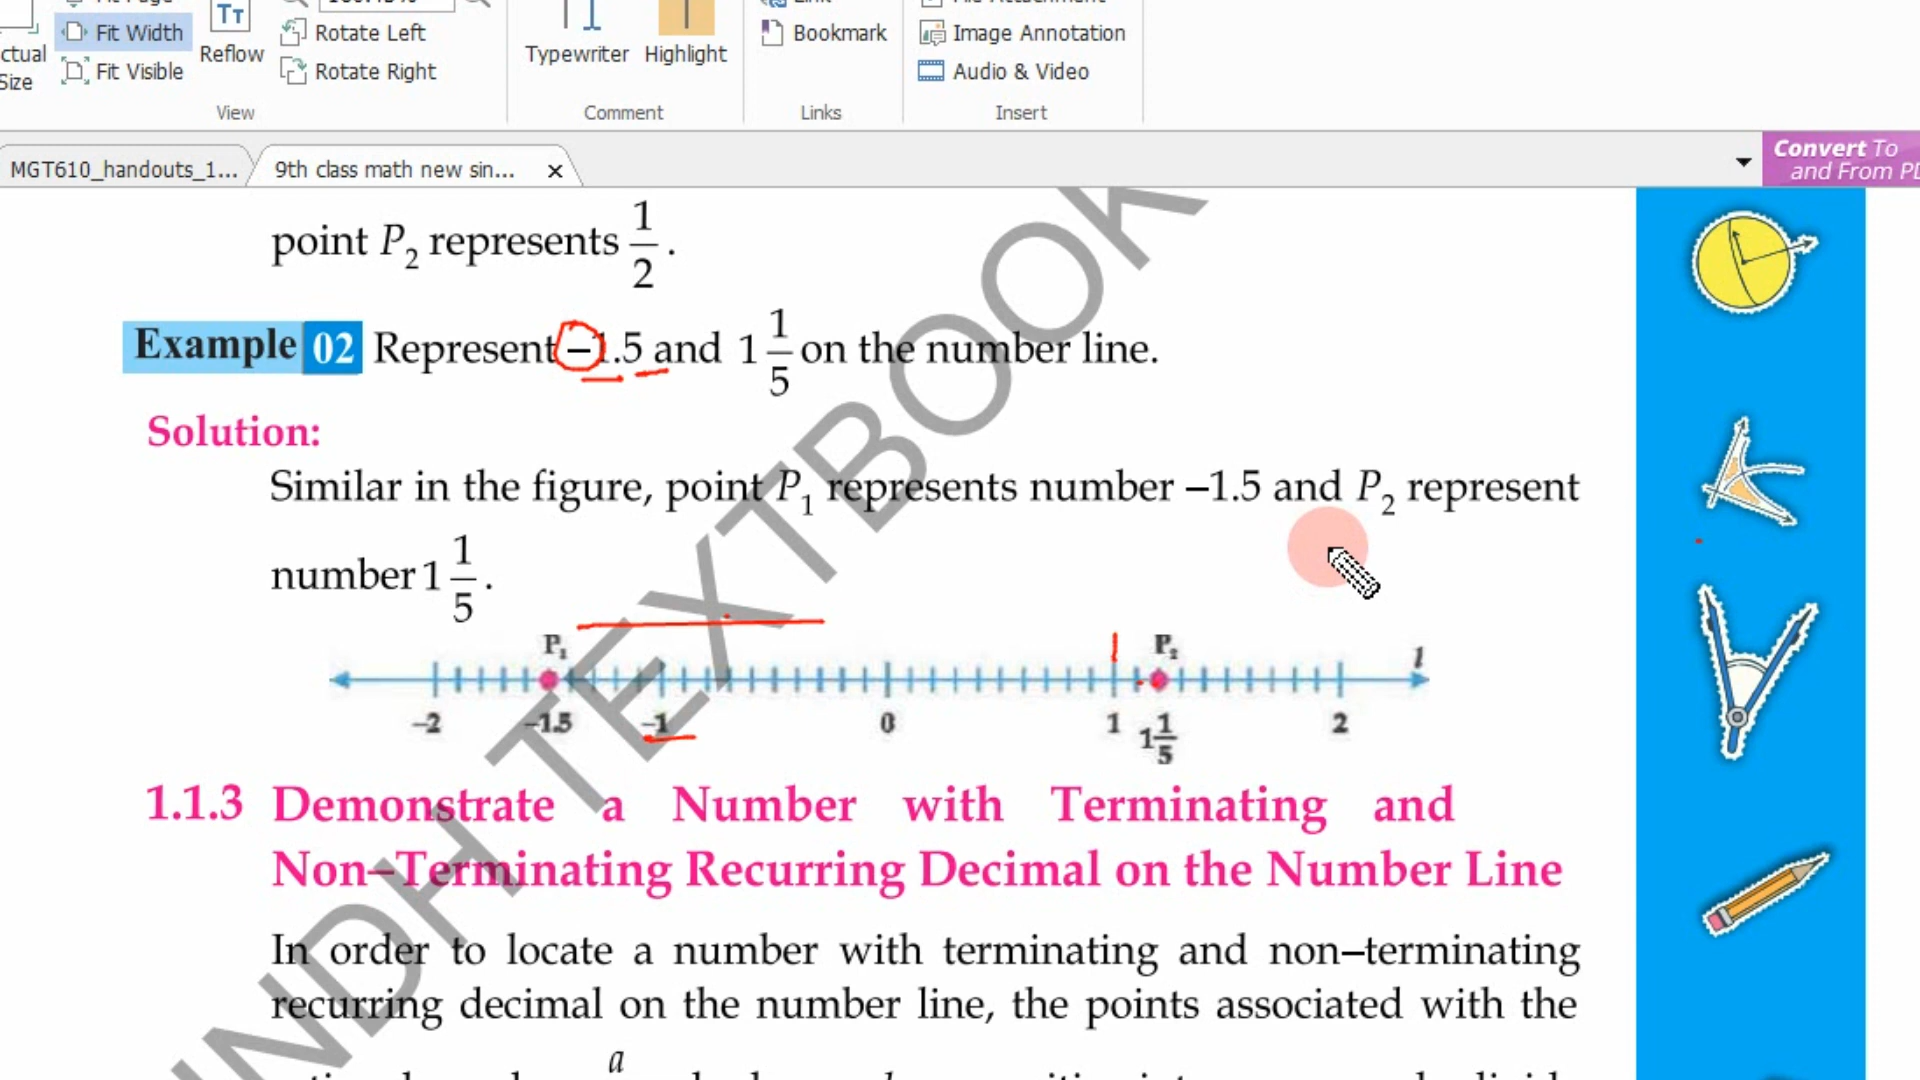 Fit Width
ctual
Size
Fit Visible
Reflow
Rotate Left
Rotate Right
View
Typewriter
Highlight
Comment
Bookmark
Links
Image Annotation
Audio & Video
Insert
MGT610_handouts_1...
9th class math new sin...
Convert To
and From PD
point P₂ represents 1/2.
Example 02 Represent –1.5 and 1 1/5 on the number line.
Solution:
Similar in the figure, point P₁ represents number –1.5 and P₂ represent
number 1 1/5.
P₁ P₂ l
–2 –1.5 –1 0 1 1 1/5 2
1.1.3 Demonstrate a Number with Terminating and
Non–Terminating Recurring Decimal on the Number Line
In order to locate a number with terminating and non–terminating
recurring decimal on the number line, the points associated with the
a
INDH TEXTBOOK